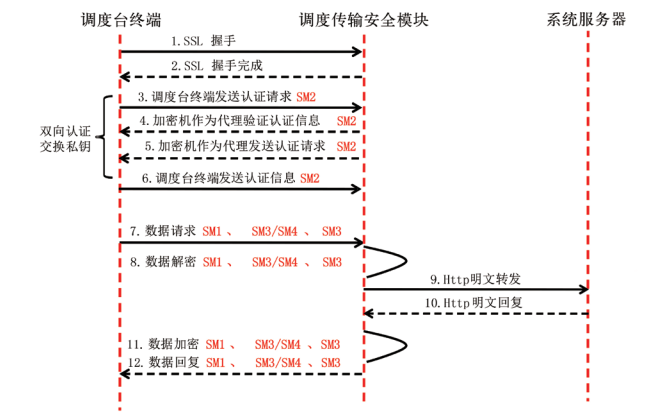 调度台终端
调度传输安全模块
系统服务器
1.SSL 握手
2.SSL 握手完成
3.调度台终端发送认证请求 SM2
4.加密机作为代理验证认证信息 SM2
双向认证
交换私钥
5.加密机作为代理发送认证请求 SM2
6.调度台终端发送认证信息 SM2
7.数据请求 SM1、 SM3/SM4、SM3
8.数据解密 SM1、 SM3/SM4、SM3
9.Http明文转发
10.Http明文回复
11.数据加密 SM1、 SM3/SM4、SM3
12.数据回复 SM1、 SM3/SM4、SM3